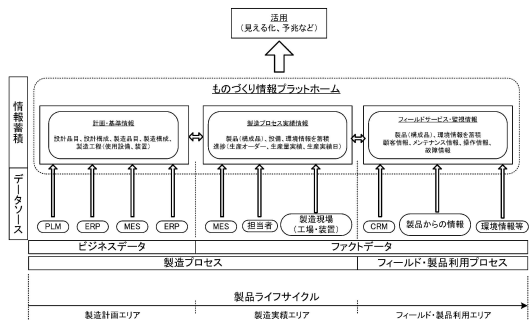 活用
(見える化、予兆など)
ものづくり情報プラットホーム
情報蓄積
計画・基準情報
設計品目、設計構成、製造品目、製造構成、
製造工程(使用設備、装置)
製造プロセス実績情報
製品(構成品)、設備、環境情報を蓄積
進捗(生産オーダー、生産量実績、生産実績日)
フィールドサービス・監視情報
製品(構成品)、環境情報を蓄積
顧客情報、メンテナンス情報、操作情報、
故障情報
データソース
PLM
ERP
MES
ERP
MES
担当者
製造現場
(工場・装置)
CRM
製品からの情報
環境情報等
ビジネスデータ
ファクトデータ
製造プロセス
フィールド・製品利用プロセス
製品ライフサイクル
製造計画エリア
製造実績エリア
フィールド・製品利用エリア